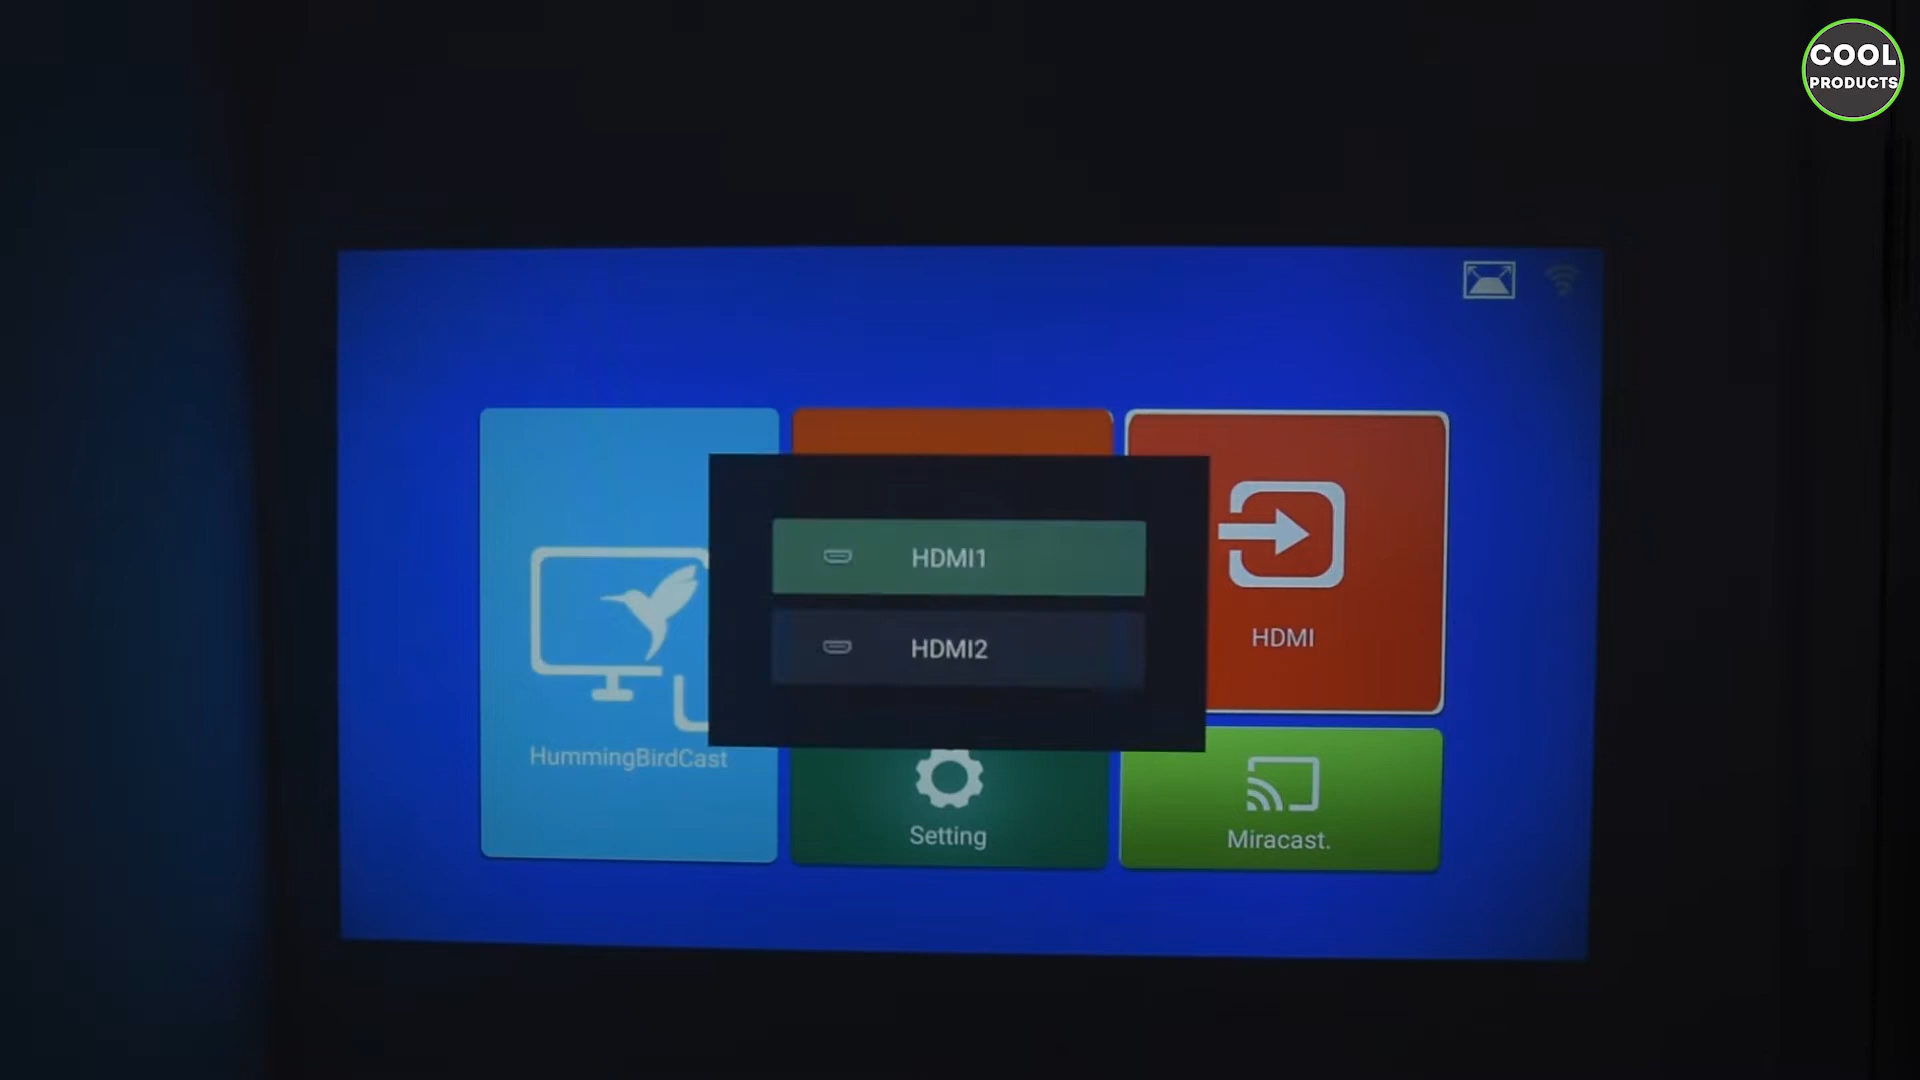 COOL
PRODUCTS
HDMI1
HDMI2
HDMI
HummingBirdCast
Setting
Miracast.